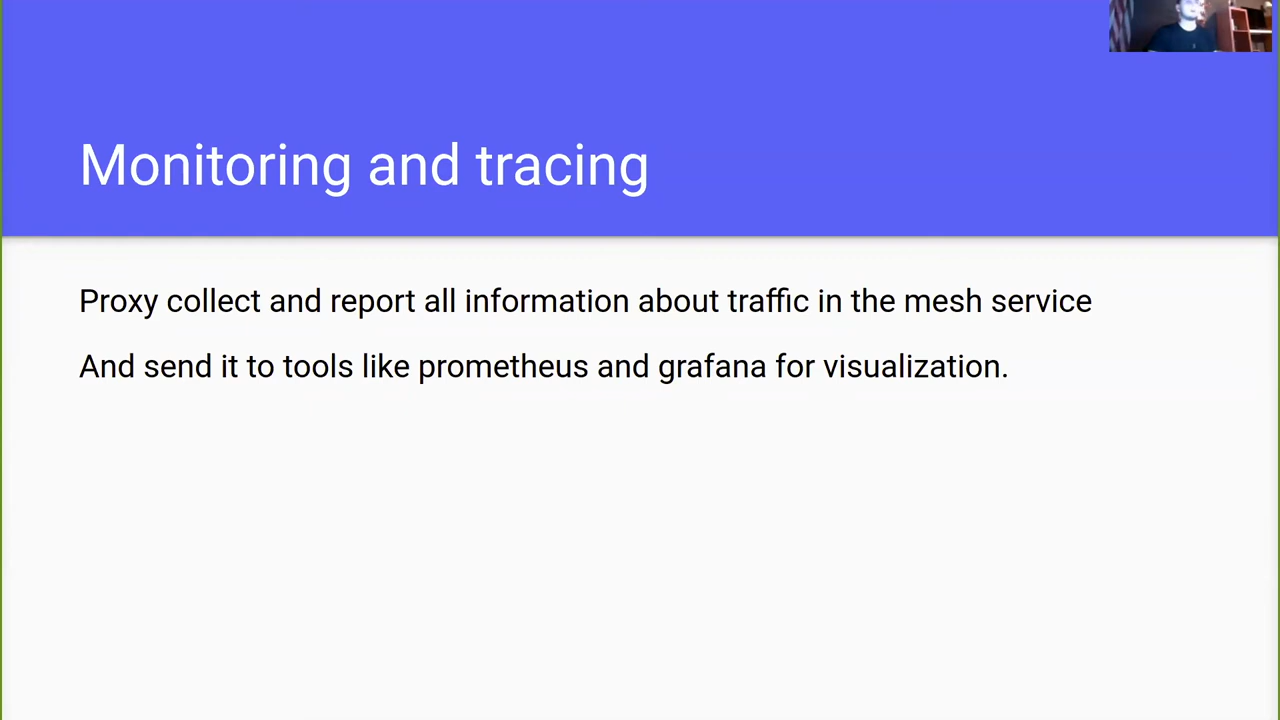 Monitoring and tracing
Proxy collect and report all information about traffic in the mesh service
And send it to tools like prometheus and grafana for visualization.